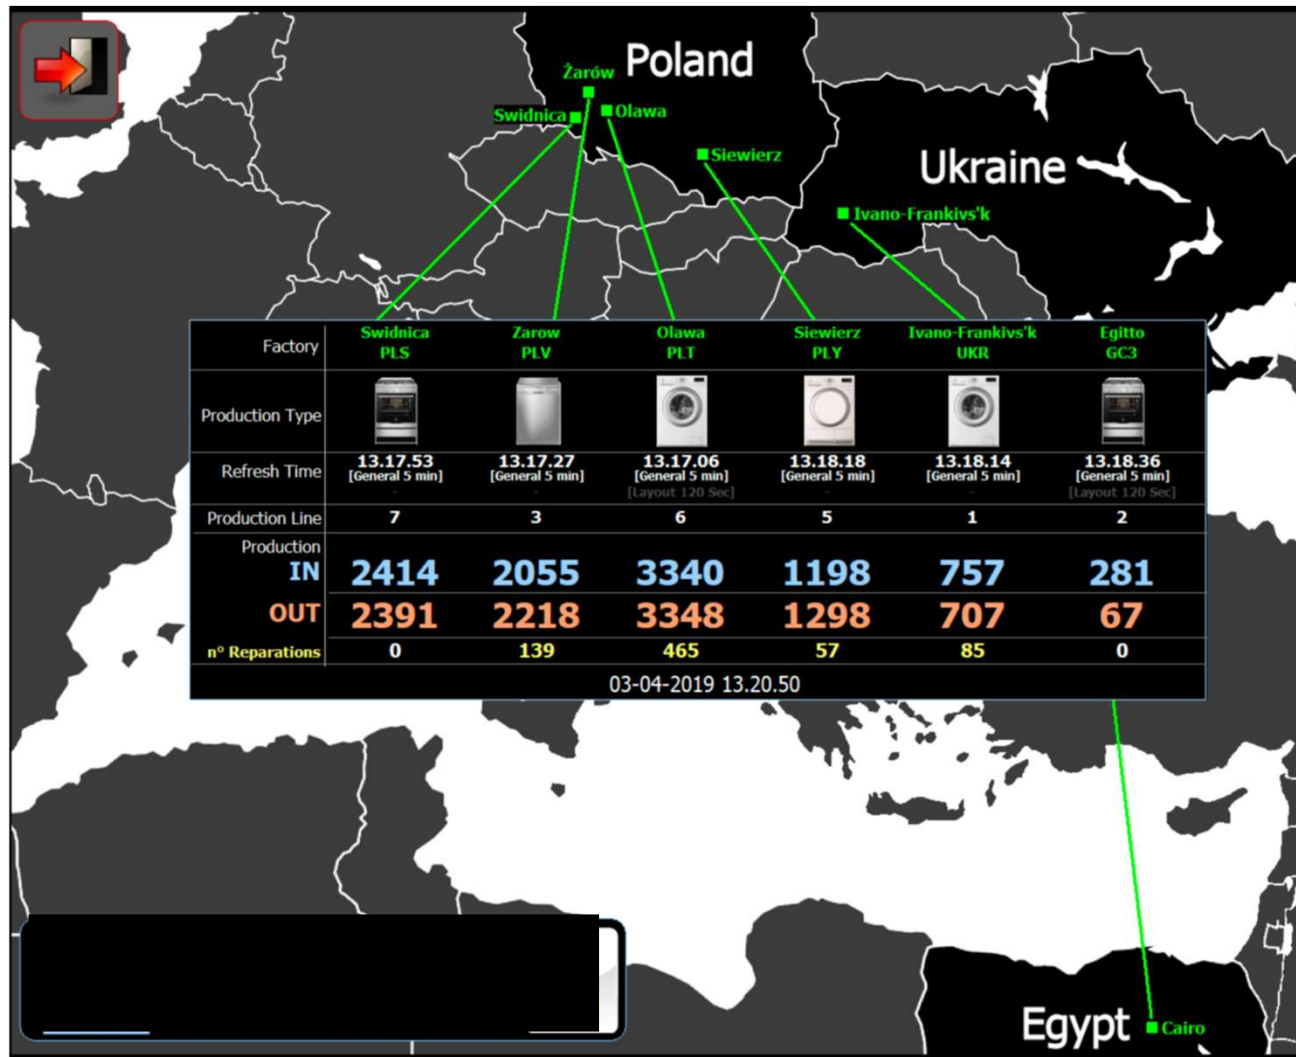 Poland
Żarów
Swidnica
Olawa
Siewierz
Ukraine
Ivano-Frankivs'k
Factory Swidnica Zarow Olawa Siewierz Ivano-Frankivs'k Egitto
PLS PLV PLT PLY UKR GC3
Production Type
Refresh Time 13.17.53 13.17.27 13.17.06 13.18.18 13.18.14 13.18.36
[General 5 min] [General 5 min] [General 5 min] [General 5 min] [General 5 min] [General 5 min]
- - [Layout 120 Sec] - - [Layout 120 Sec]
Production Line 7 3 6 5 1 2
Production
IN 2414 2055 3340 1198 757 281
OUT 2391 2218 3348 1298 707 67
n° Reparations 0 139 465 57 85 0
03-04-2019 13.20.50
Egypt
Cairo